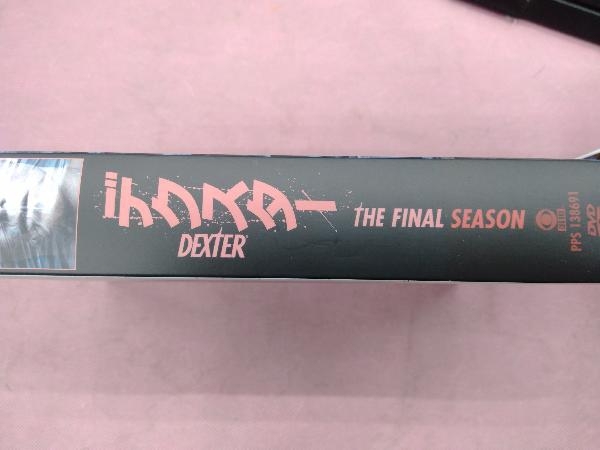 デクスター
DEXTER
THE FINAL SEASON
PPS 138691
DVD